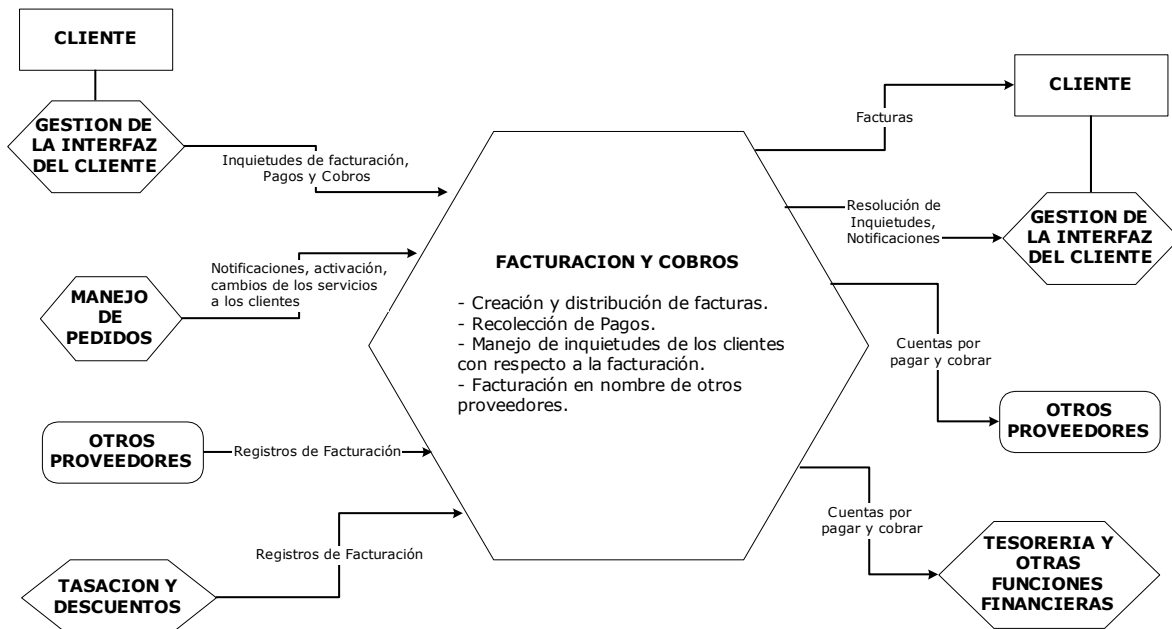 CLIENTE
GESTION DE
LA INTERFAZ
DEL CLIENTE
Inquietudes de facturación,
Pagos y Cobros
Notificaciones, activación,
cambios de los servicios
a los clientes
MANEJO
DE
PEDIDOS
OTROS
PROVEEDORES
Registros de Facturación
Registros de Facturación
TASACION Y
DESCUENTOS
FACTURACION Y COBROS
- Creación y distribución de facturas.
- Recolección de Pagos.
- Manejo de inquietudes de los clientes
con respecto a la facturación.
- Facturación en nombre de otros
proveedores.
Facturas
CLIENTE
Resolución de
Inquietudes,
Notificaciones
GESTION DE
LA INTERFAZ
DEL CLIENTE
Cuentas por
pagar y cobrar
OTROS
PROVEEDORES
Cuentas por
pagar y cobrar
TESORERIA Y
OTRAS
FUNCIONES
FINANCIERAS